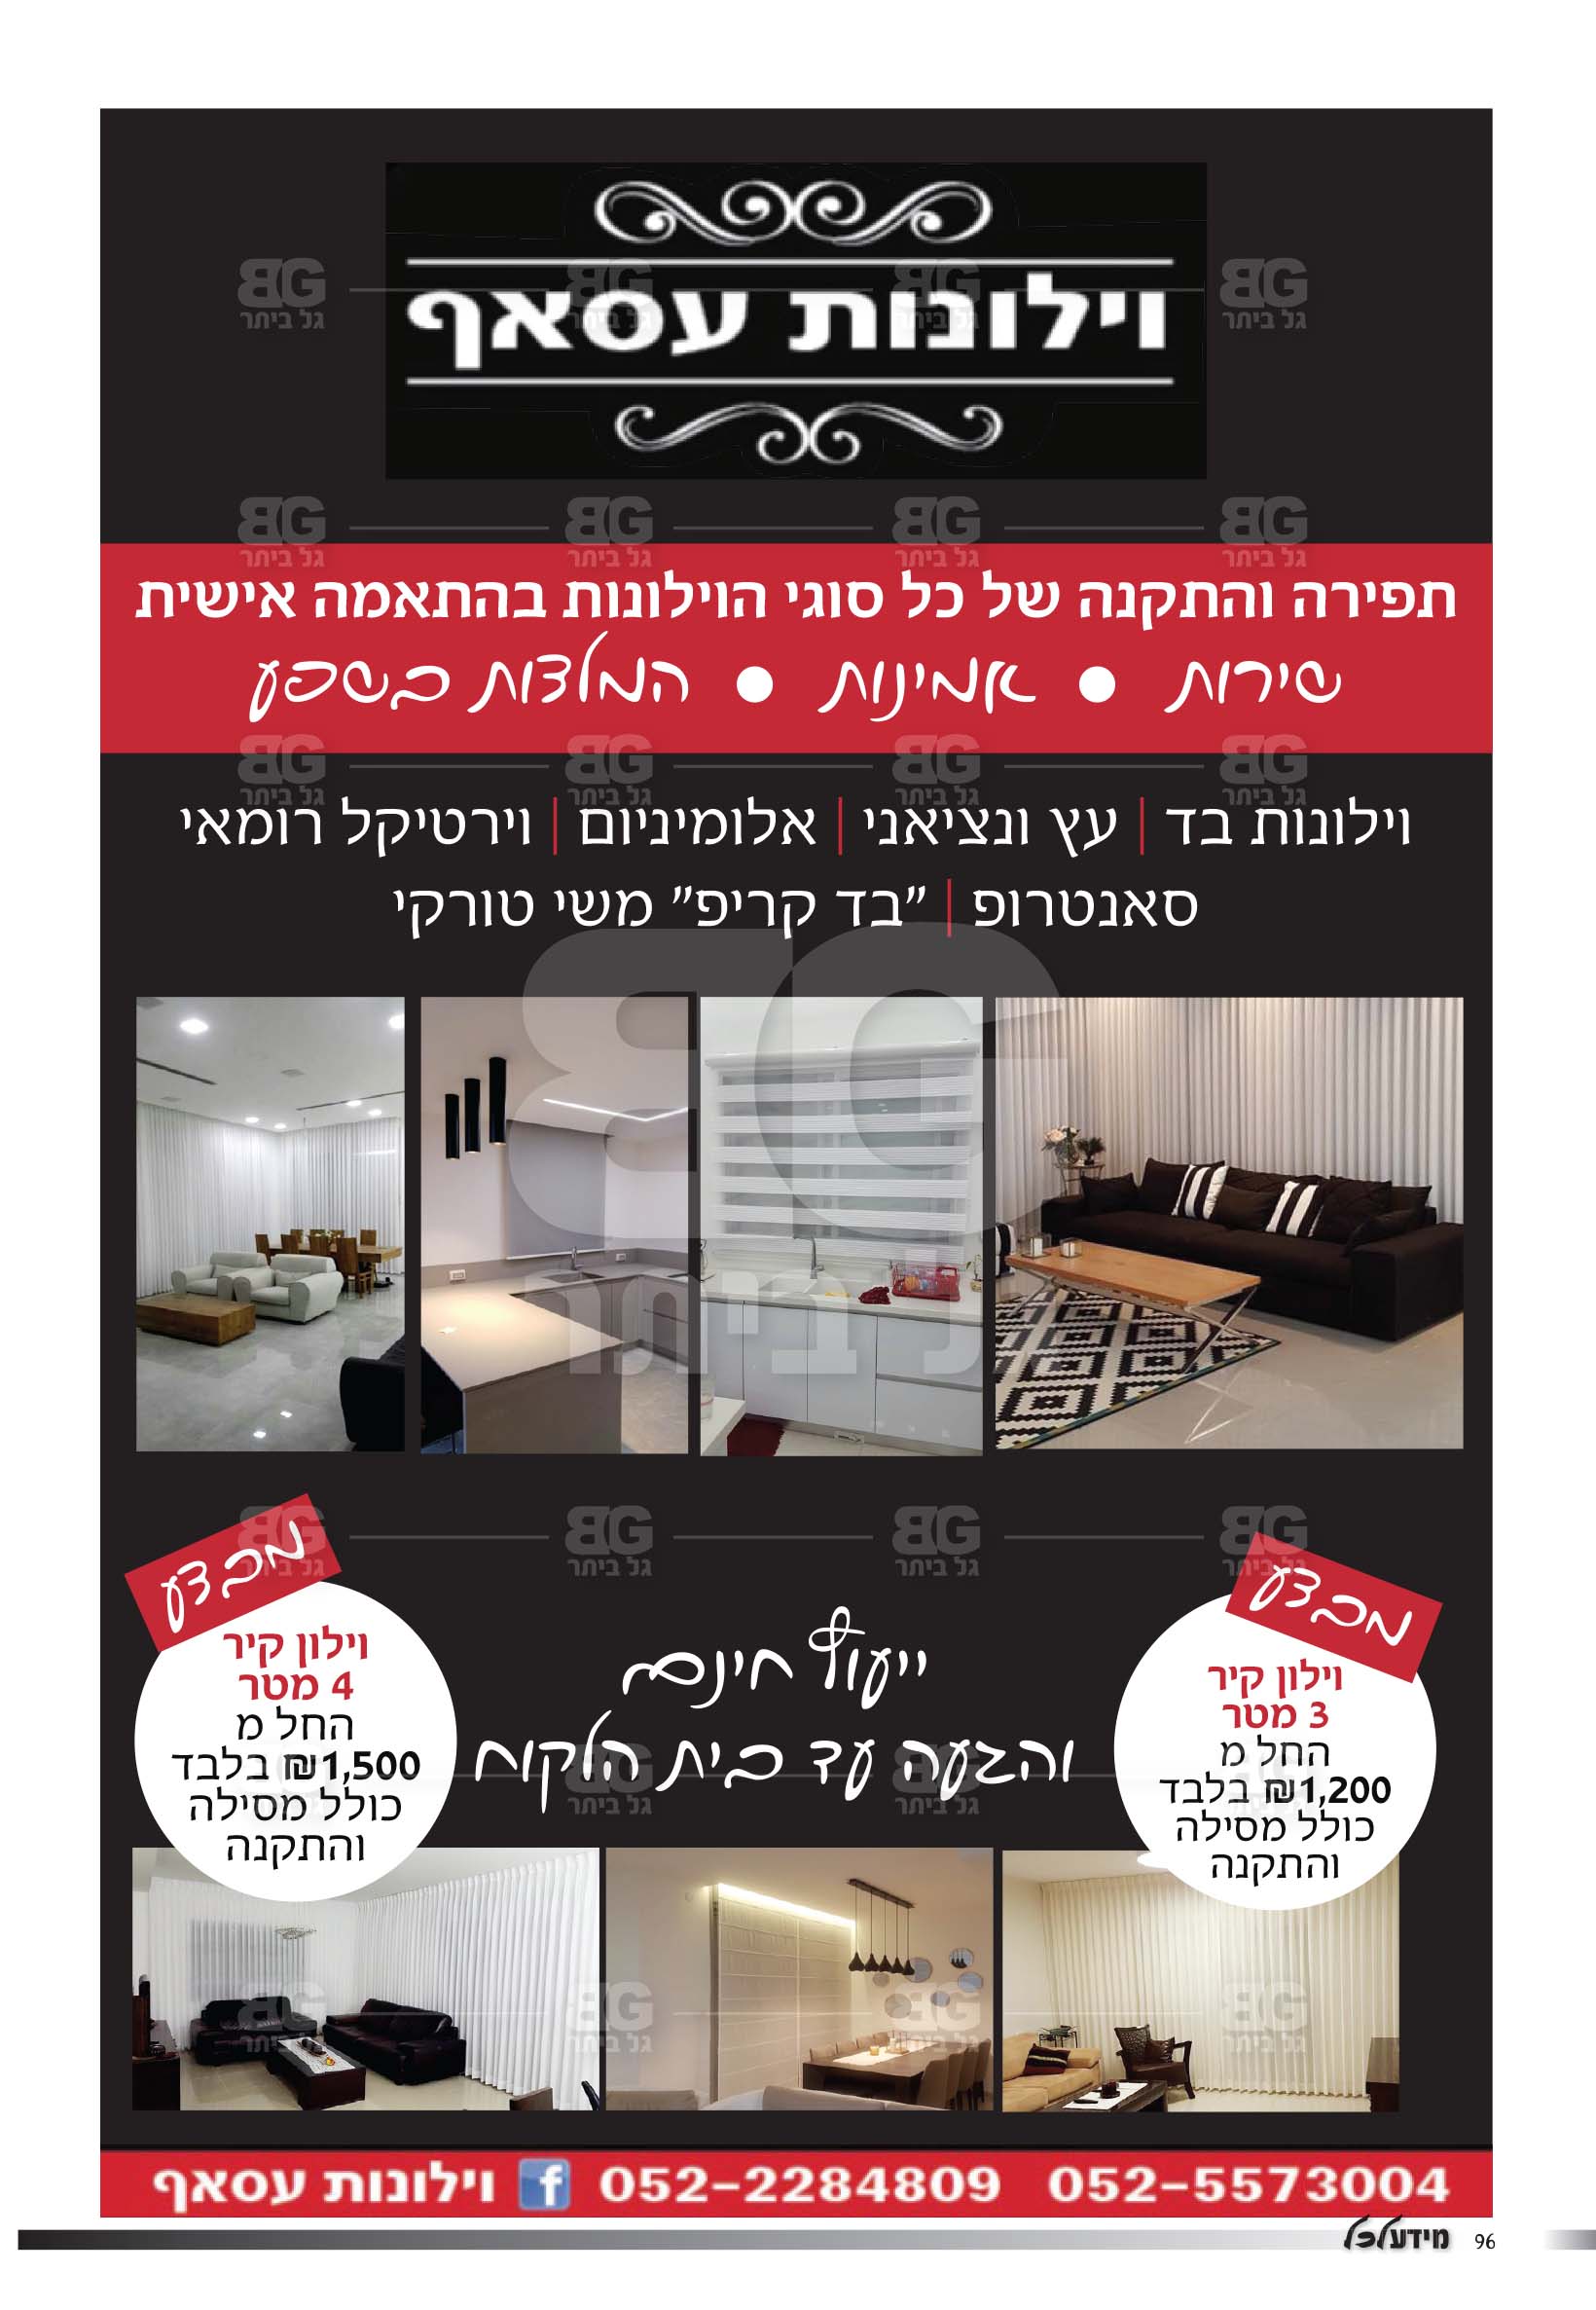 וילונות עסאף
תפירה והתקנה של כל סוגי הוילונות בהתאמה אישית
שירות • אמינות • המלצות בשפע
וילונות בד | עץ ונציאני | אלומיניום | וירטיקל רומאי
סאנטרופ | "בד קריפ" משי טורקי
מבצע
וילון קיר
3 מטר
החל מ
1,200₪ בלבד
כולל מסילה
והתקנה
ייעוץ חינם
והגעה עד בית הלקוח
מבצע
וילון קיר
4 מטר
החל מ
1,500₪ בלבד
כולל מסילה
והתקנה
וילונות עסאף f 052-2284809 052-5573004
96 מידע לכל
BG
גל ביתר